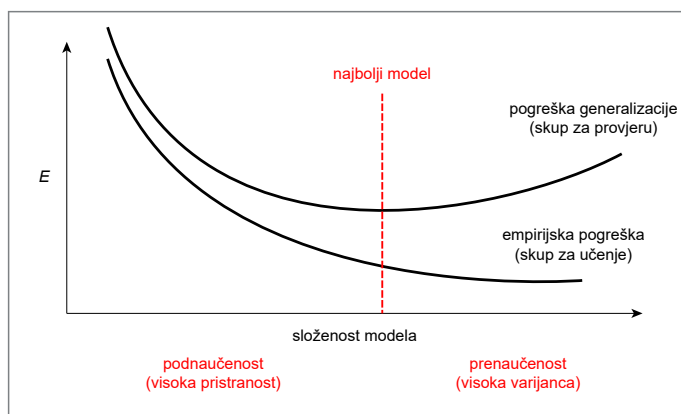 najbolji model
pogreška generalizacije
(skup za provjeru)
E
empirijska pogreška
(skup za učenje)
složenost modela
podnaučenost
(visoka pristranost)
prenaučenost
(visoka varijanca)